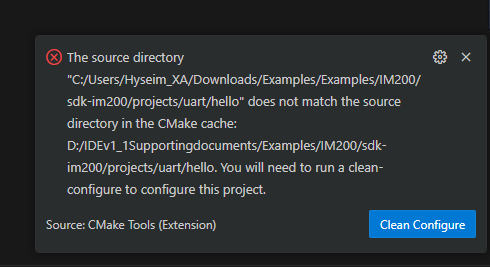 The source directory
"C:/Users/Hyseim_XA/Downloads/Examples/Examples/IM200/
sdk-im200/projects/uart/hello" does not match the source
directory in the CMake cache:
D:/IDEv1_1Supportingdocuments/Examples/IM200/sdk-
im200/projects/uart/hello. You will need to run a clean-
configure to configure this project.
Source: CMake Tools (Extension)
Clean Configure